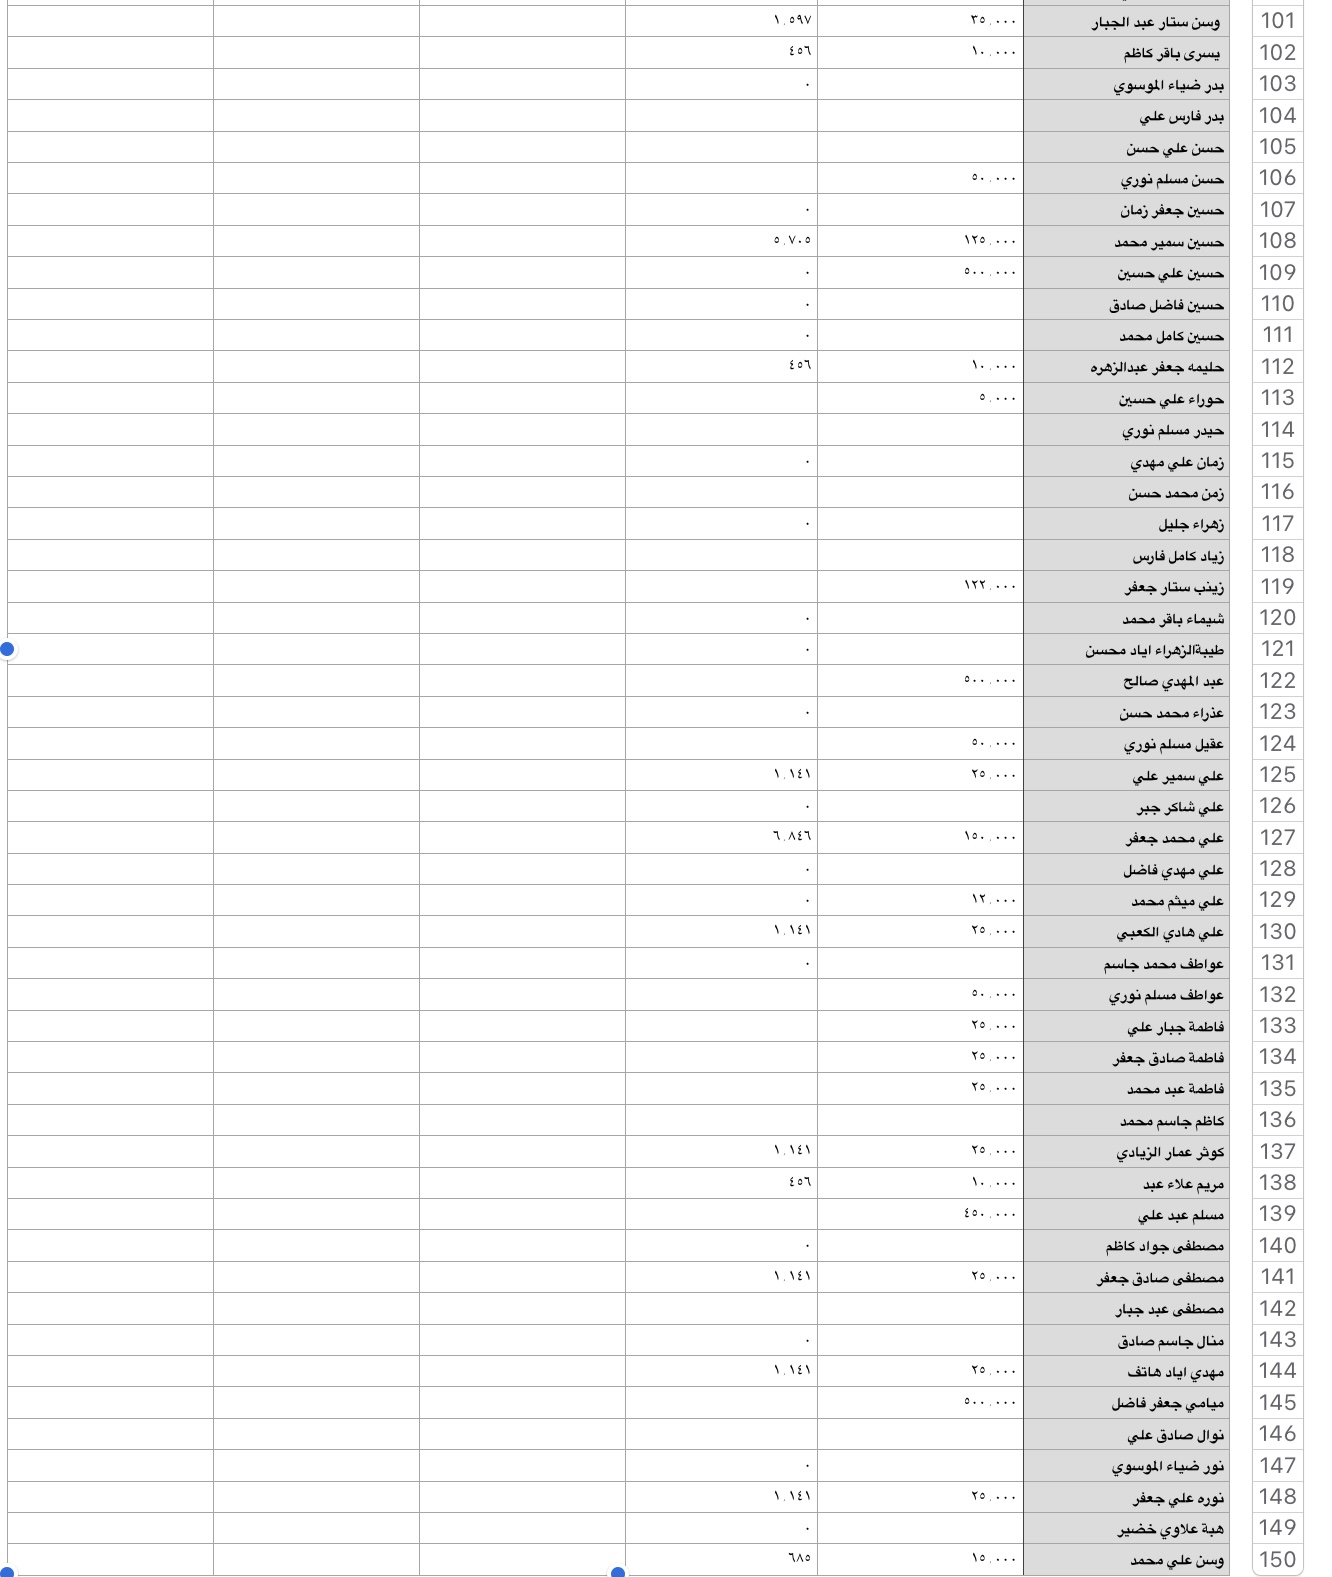 101 وسن ستار عبد الجبار ٣٥٬٠٠٠ ١٬٥٩٧
102 يسرى باقر كاظم ١٠٬٠٠٠ ٤٥٦
103 بدر ضياء الموسوي ٠
104 بدر فارس علي
105 حسن علي حسن
106 حسن مسلم نوري ٥٠٬٠٠٠
107 حسين جعفر زمان ٠
108 حسين سمير محمد ١٢٥٬٠٠٠ ٥٬٧٠٥
109 حسين علي حسين ٥٠٠٬٠٠٠ ٠
110 حسين فاضل صادق ٠
111 حسين كامل محمد ٠
112 حليمه جعفر عبدالزهره ١٠٬٠٠٠ ٤٥٦
113 حوراء علي حسين ٥٬٠٠٠
114 حيدر مسلم نوري
115 زمان علي مهدي ٠
116 زمن محمد حسن
117 زهراء جليل ٠
118 زياد كامل فارس
119 زينب ستار جعفر ١٢٢٬٠٠٠
120 شيماء باقر محمد ٠
121 طيبةالزهراء اياد محسن ٠
122 عبد المهدي صالح ٥٠٠٬٠٠٠
123 عذراء محمد حسن ٠
124 عقيل مسلم نوري ٥٠٬٠٠٠
125 علي سمير علي ٢٥٬٠٠٠ ١٬١٤١
126 علي شاكر جبر ٠
127 علي محمد جعفر ١٥٠٬٠٠٠ ٦٬٨٤٦
128 علي مهدي فاضل ٠
129 علي ميثم محمد ١٢٬٠٠٠ ٠
130 علي هادي الكعبي ٢٥٬٠٠٠ ١٬١٤١
131 عواطف محمد جاسم ٠
132 عواطف مسلم نوري ٥٠٬٠٠٠
133 فاطمة جبار علي ٢٥٬٠٠٠
134 فاطمة صادق جعفر ٢٥٬٠٠٠
135 فاطمة عبد محمد ٢٥٬٠٠٠
136 كاظم جاسم محمد
137 كوثر عمار الزيادي ٢٥٬٠٠٠ ١٬١٤١
138 مريم علاء عبد ١٠٬٠٠٠ ٤٥٦
139 مسلم عبد علي ٤٥٠٬٠٠٠
140 مصطفى جواد كاظم ٠
141 مصطفى صادق جعفر ٢٥٬٠٠٠ ١٬١٤١
142 مصطفى عبد جبار
143 منال جاسم صادق ٠
144 مهدي اياد هاتف ٢٥٬٠٠٠ ١٬١٤١
145 ميامي جعفر فاضل ٥٠٠٬٠٠٠
146 نوال صادق علي
147 نور ضياء الموسوي ٠
148 نوره علي جعفر ٢٥٬٠٠٠ ١٬١٤١
149 هبة علاوي خضير ٠
150 وسن علي محمد ١٥٬٠٠٠ ٦٨٥